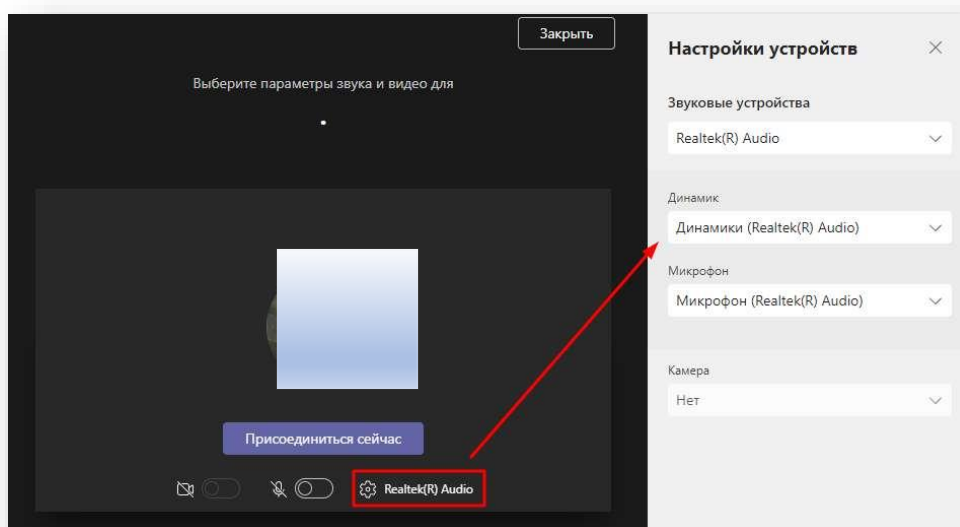 Закрыть
Выберите параметры звука и видео для
Присоединиться сейчас
Realtek(R) Audio
Настройки устройств
Звуковые устройства
Realtek(R) Audio
Динамик
Динамики (Realtek(R) Audio)
Микрофон
Микрофон (Realtek(R) Audio)
Камера
Нет